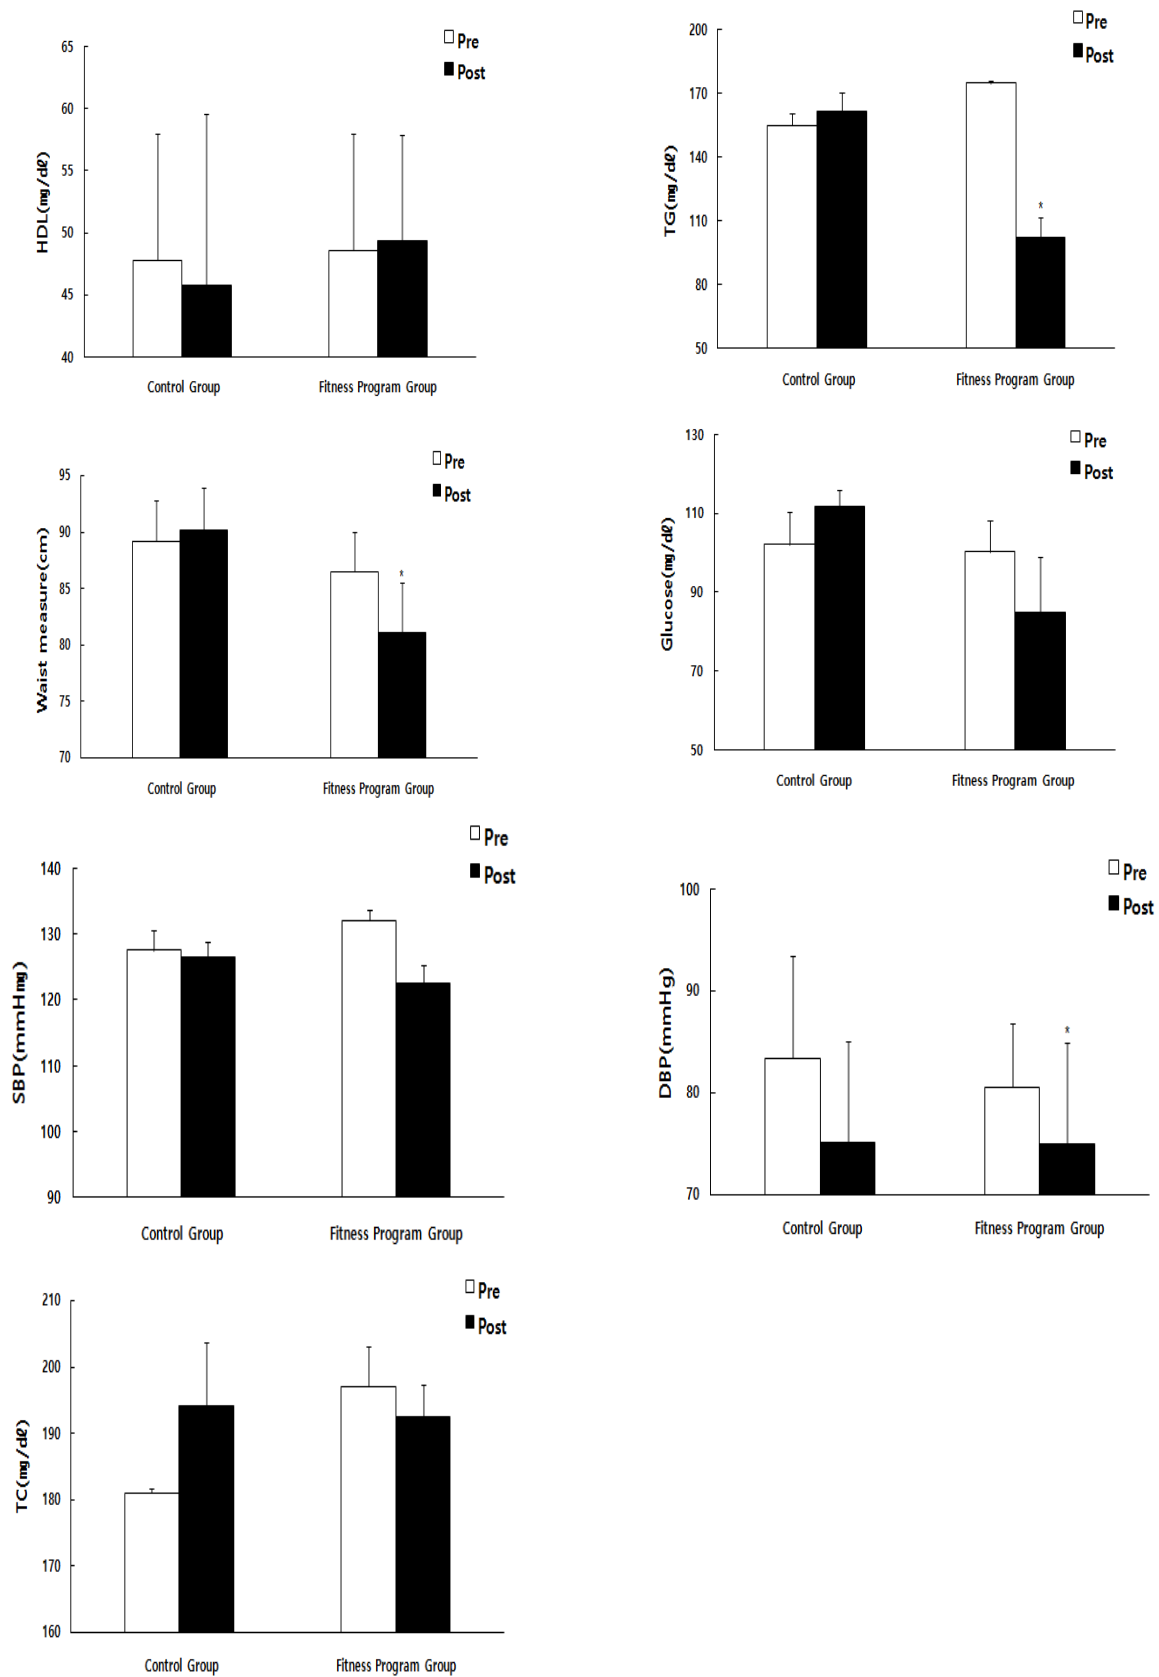 Pre
Post
65
60
55
50
45
40
HDL(mg/dℓ)
Control Group
Fitness Program Group
Pre
Post
200
170
140
110
80
50
TG(mg/dℓ)
*
Control Group
Fitness Program Group
Pre
Post
95
90
85
80
75
70
Waist measure(cm)
*
Control Group
Fitness Program Group
Pre
Post
130
110
90
70
50
Glucose(mg/dℓ)
Control Group
Fitness Program Group
Pre
Post
140
130
120
110
100
90
SBP(mmHmg)
Control Group
Fitness Program Group
Pre
Post
100
90
80
70
DBP(mmHg)
*
Control Group
Fitness Program Group
Pre
Post
210
200
190
180
170
160
TC(mg/dℓ)
Control Group
Fitness Program Group